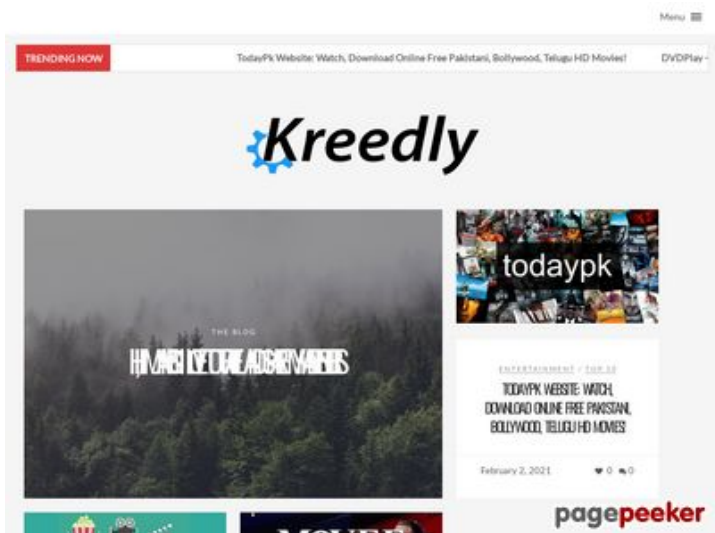 Menu
TRENDING NOW
TodayPk Website: Watch, Download Online Free Pakistani, Bollywood, Telugu HD Movies!
DVDPlay -
Kreedly
todaypk
THE BLOG
ENTERTAINMENT / TOP 10
TODAYPK WEBSITE: WATCH,
DOWNLOAD ONLINE FREE PAKISTANI,
BOLLYWOOD, TELUGU HD MOVIES!
February 2, 2021
0
0
pagepeeker